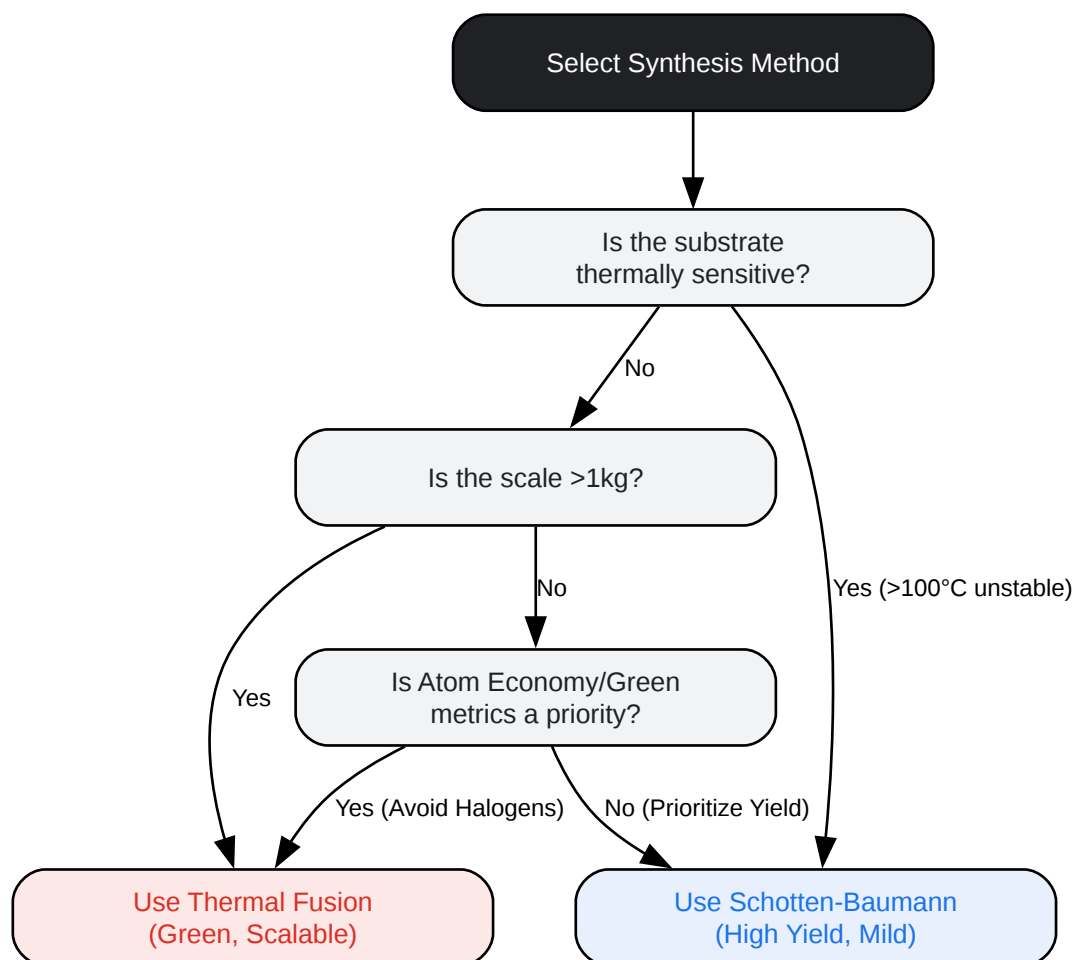 Select Synthesis Method
Is the substrate
thermally sensitive?
No
Is the scale >1kg?
No
Yes (>100°C unstable)
Is Atom Economy/Green
metrics a priority?
Yes
Yes (Avoid Halogens)
No (Prioritize Yield)
Use Thermal Fusion
(Green, Scalable)
Use Schotten-Baumann
(High Yield, Mild)